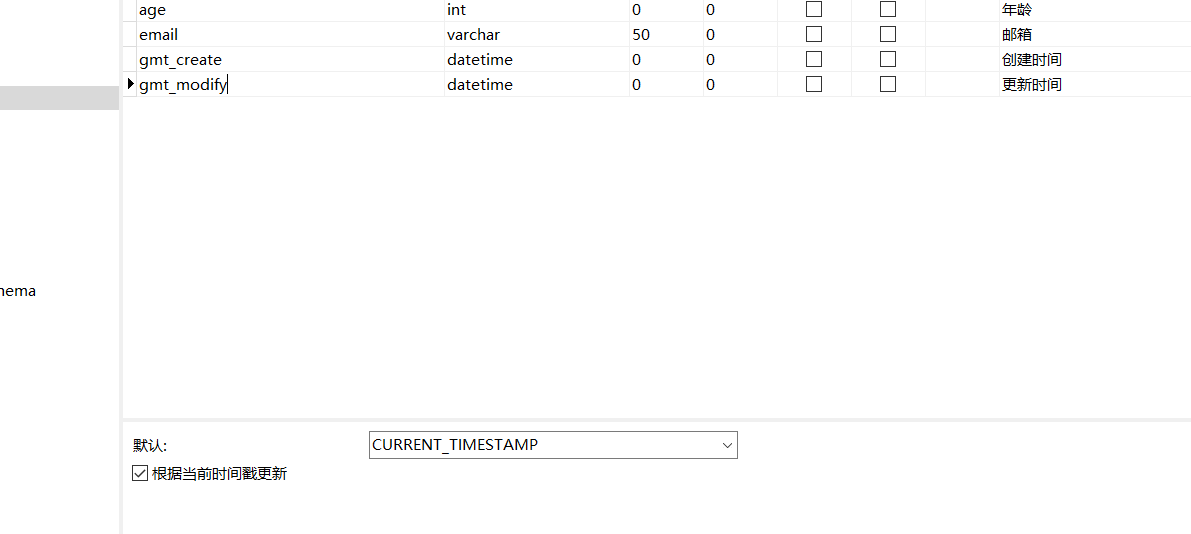 age int 0 0 年龄
email varchar 50 0 邮箱
gmt_create datetime 0 0 创建时间
gmt_modify datetime 0 0 更新时间
hema
默认: CURRENT_TIMESTAMP
根据当前时间戳更新